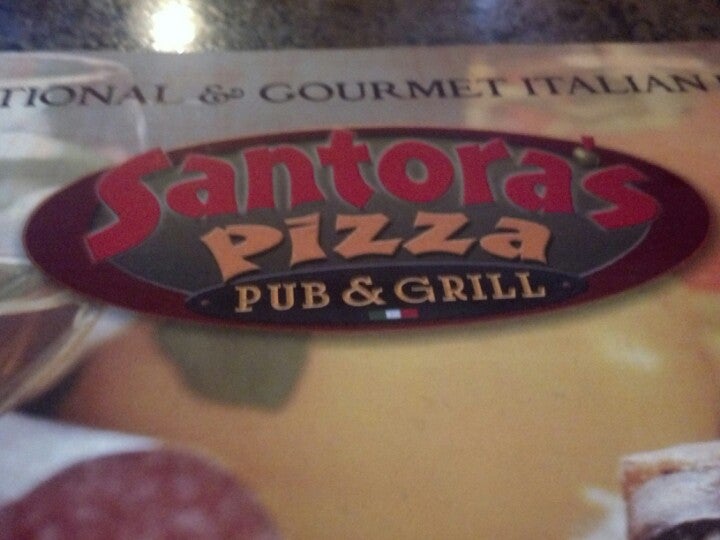 TIONAL & GOURMET ITALIAN
Santora's
Pizza
PUB & GRILL